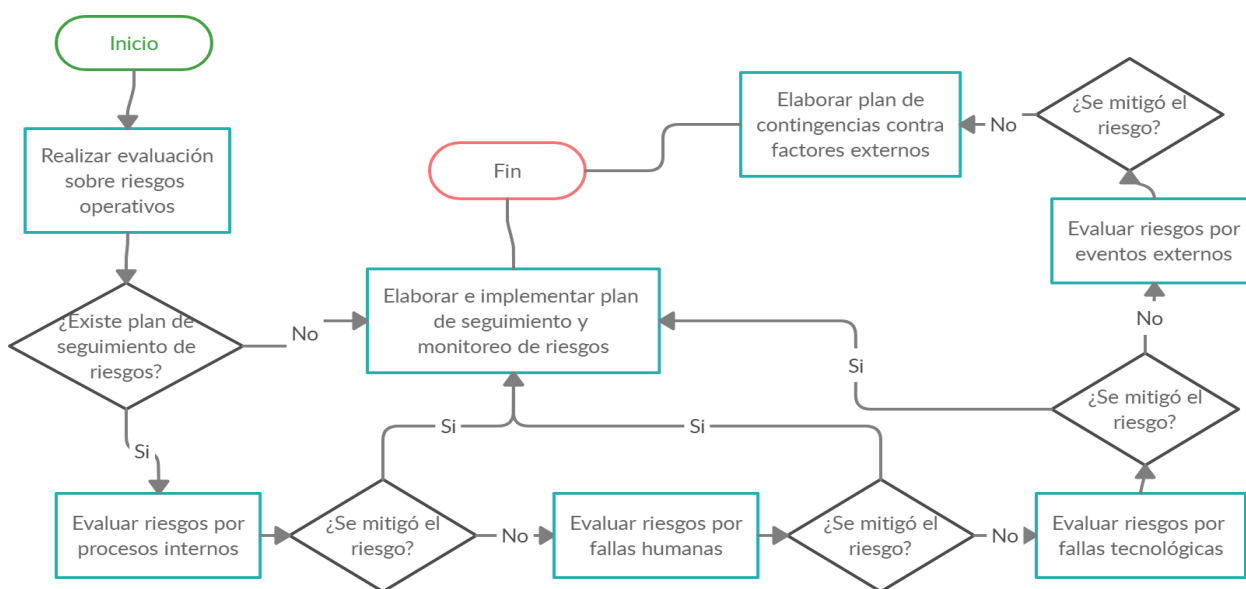 Inicio
Realizar evaluación
sobre riesgos
operativos
¿Existe plan de
seguimiento de
riesgos?
No
Si
Elaborar e implementar plan
de seguimiento y
monitoreo de riesgos
Fin
Evaluar riesgos por
procesos internos
¿Se mitigó el
riesgo?
Si
No
Evaluar riesgos por
fallas humanas
¿Se mitigó el
riesgo?
Si
No
Evaluar riesgos por
fallas tecnológicas
¿Se mitigó el
riesgo?
Si
No
Evaluar riesgos por
eventos externos
¿Se mitigó el
riesgo?
No
Elaborar plan de
contingencias contra
factores externos